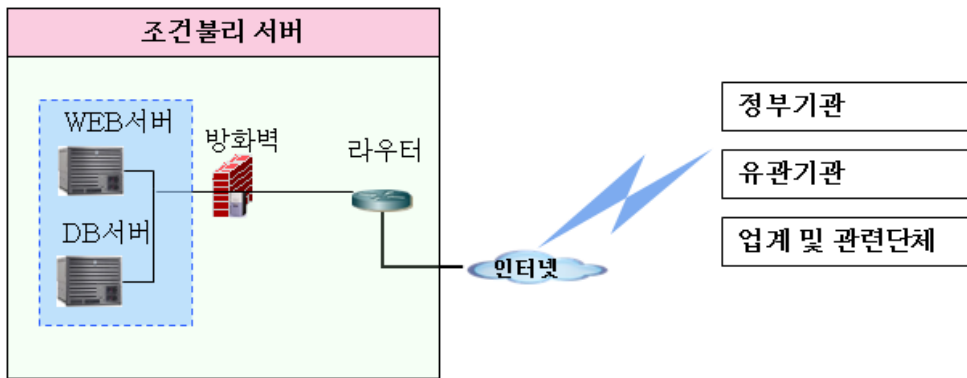 조건불리 서버
WEB서버
방화벽
라우터
DB서버
인터넷
정부기관
유관기관
업계 및 관련단체